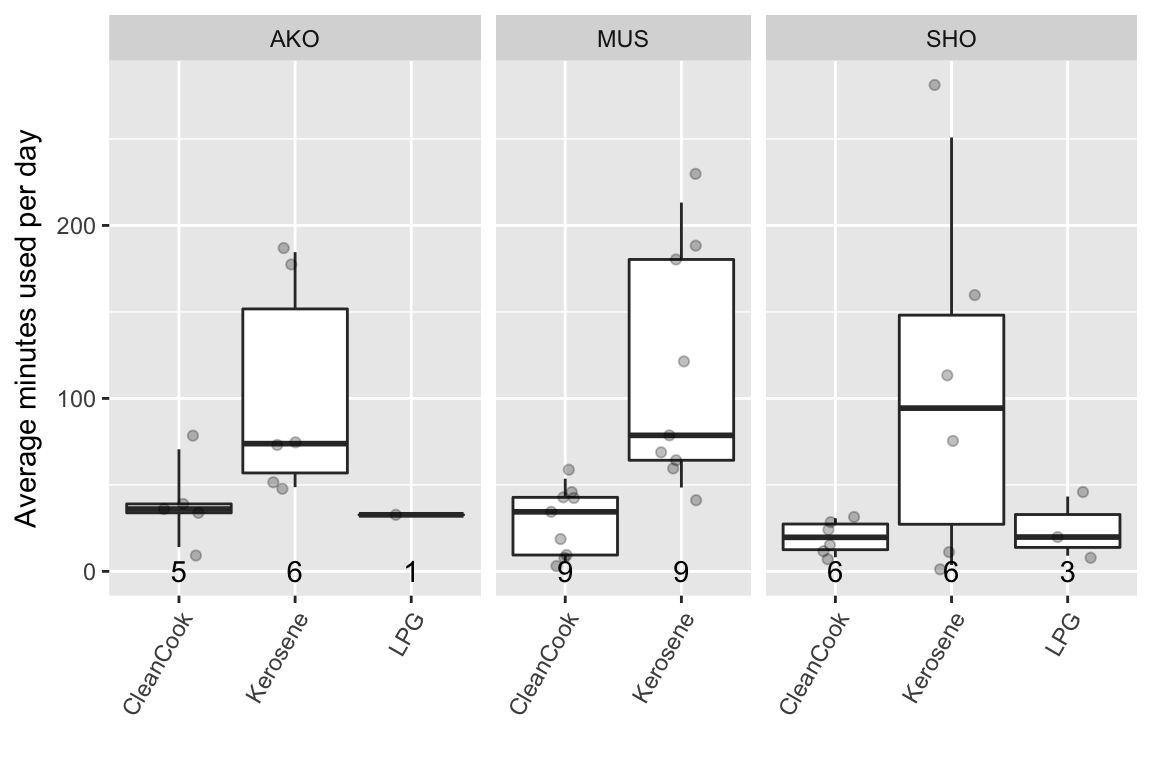 AKO MUS SHO
Average minutes used per day
200
100
0
5 6 1 9 9 6 6 3
CleanCook Kerosene LPG CleanCook Kerosene CleanCook Kerosene LPG